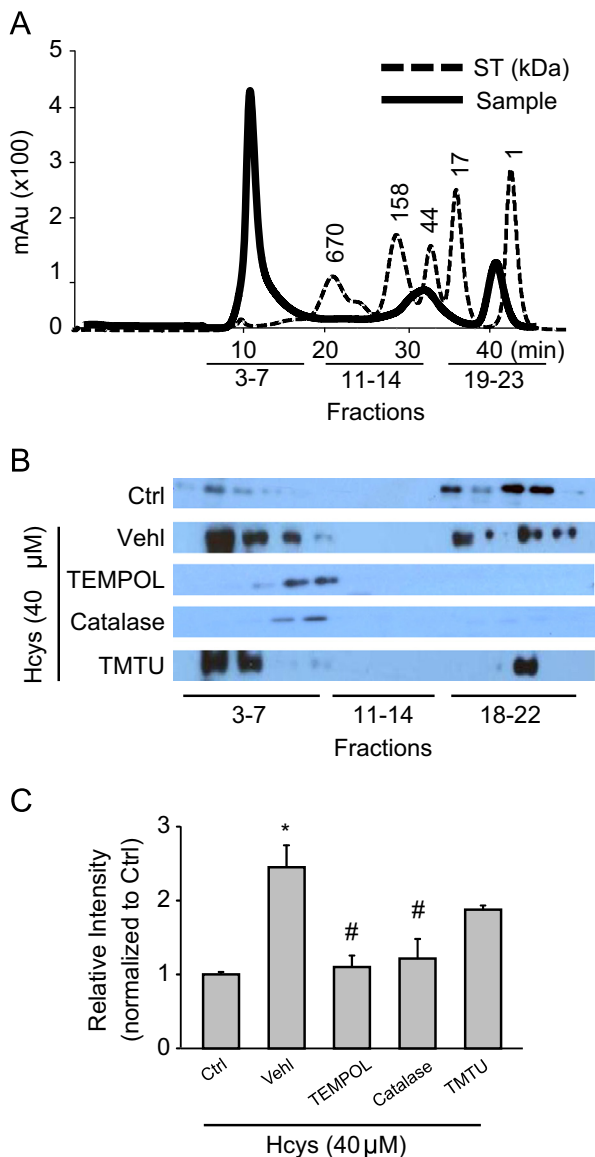 A
5
4
3
2
1
0
mAu (x100)
ST (kDa)
Sample
670
158
44
17
1
10
20
30
40 (min)
3-7
11-14
19-23
Fractions
B
Ctrl
Vehl
TEMPOL
Catalase
TMTU
Hcys (40 µM)
3-7
11-14
18-22
Fractions
C
3
2
1
0
Relative Intensity
(normalized to Ctrl)
*
#
#
Ctrl
Vehl
TEMPOL
Catalase
TMTU
Hcys (40µM)